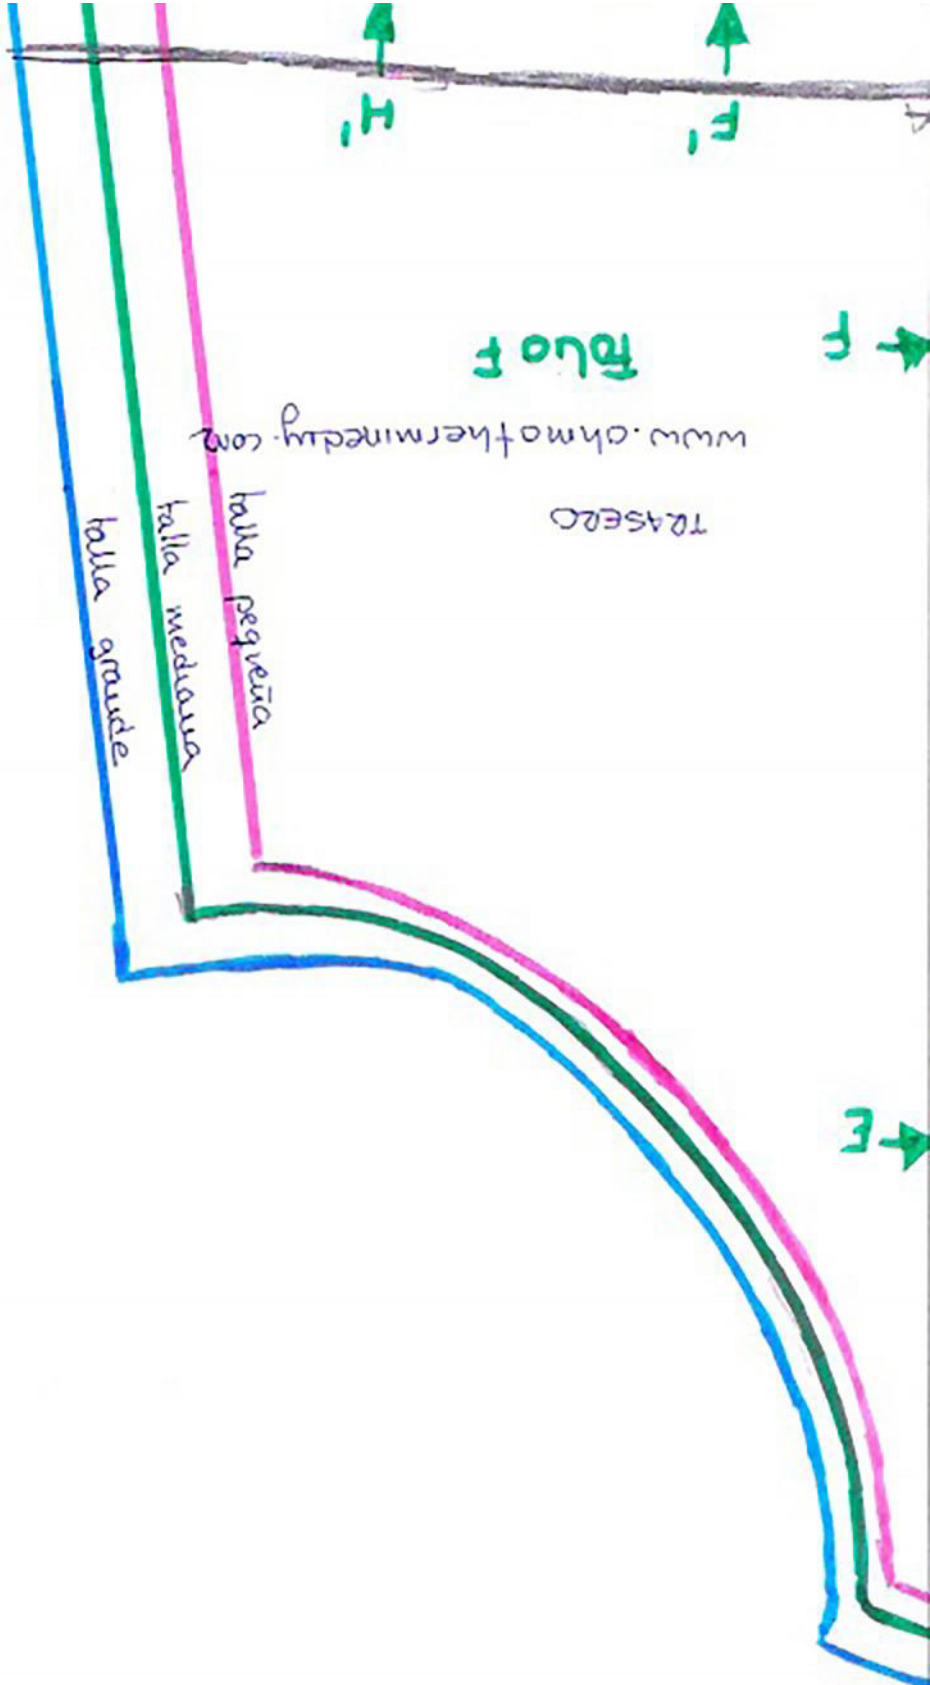 H'
F'
A
F
FOLIO F
www.ohmotherminediy.com
TRASERO
talla pequeña
talla mediana
talla grande
E